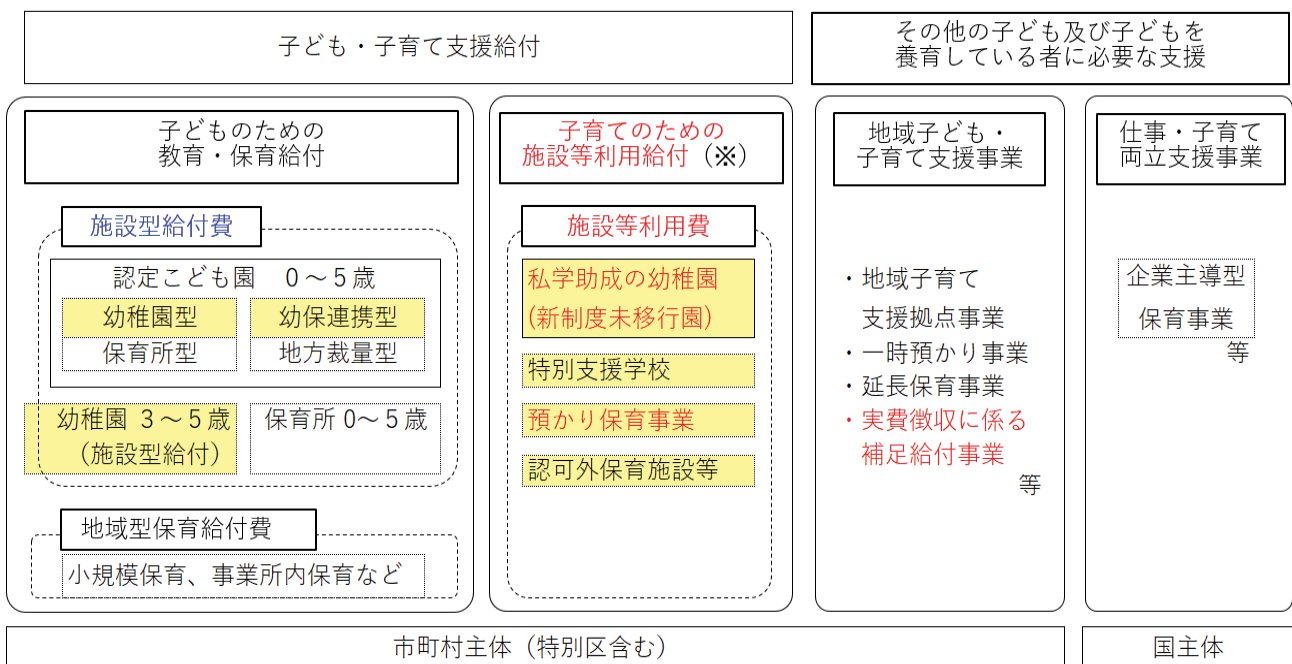 子ども・子育て支援給付
その他の子ども及び子どもを
養育している者に必要な支援
子どものための
教育・保育給付
施設型給付費
認定こども園 0～5歳
幼稚園型
幼保連携型
保育所型
地方裁量型
幼稚園 3～5歳
(施設型給付)
保育所 0～5歳
地域型保育給付費
小規模保育、事業所内保育など
子育てのための
施設等利用給付（※）
施設等利用費
私学助成の幼稚園
(新制度未移行園)
特別支援学校
預かり保育事業
認可外保育施設等
地域子ども・
子育て支援事業
・地域子育て
支援拠点事業
・一時預かり事業
・延長保育事業
・実費徴収に係る
補足給付事業
等
仕事・子育て
両立支援事業
企業主導型
保育事業
等
市町村主体（特別区含む）
国主体